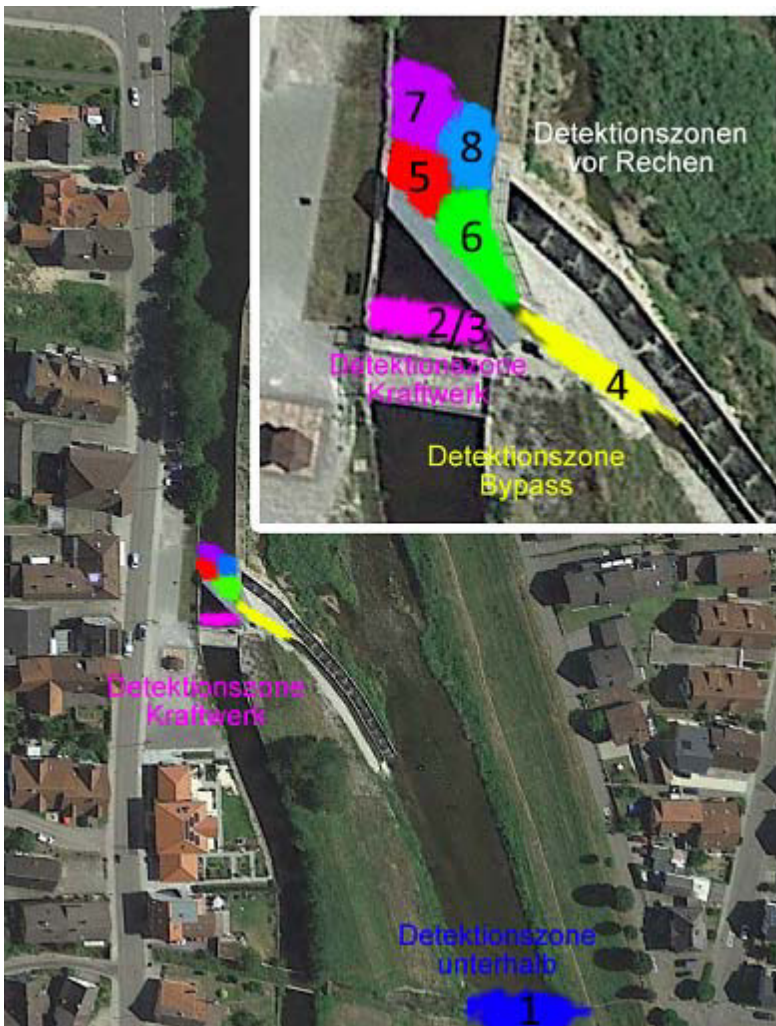 7
8
Detektionszonen
vor Rechen
5
6
2/3
Detektionszone
Kraftwerk
4
Detektionszone
Bypass
Detektionszone
Kraftwerk
Detektionszone
unterhalb
1